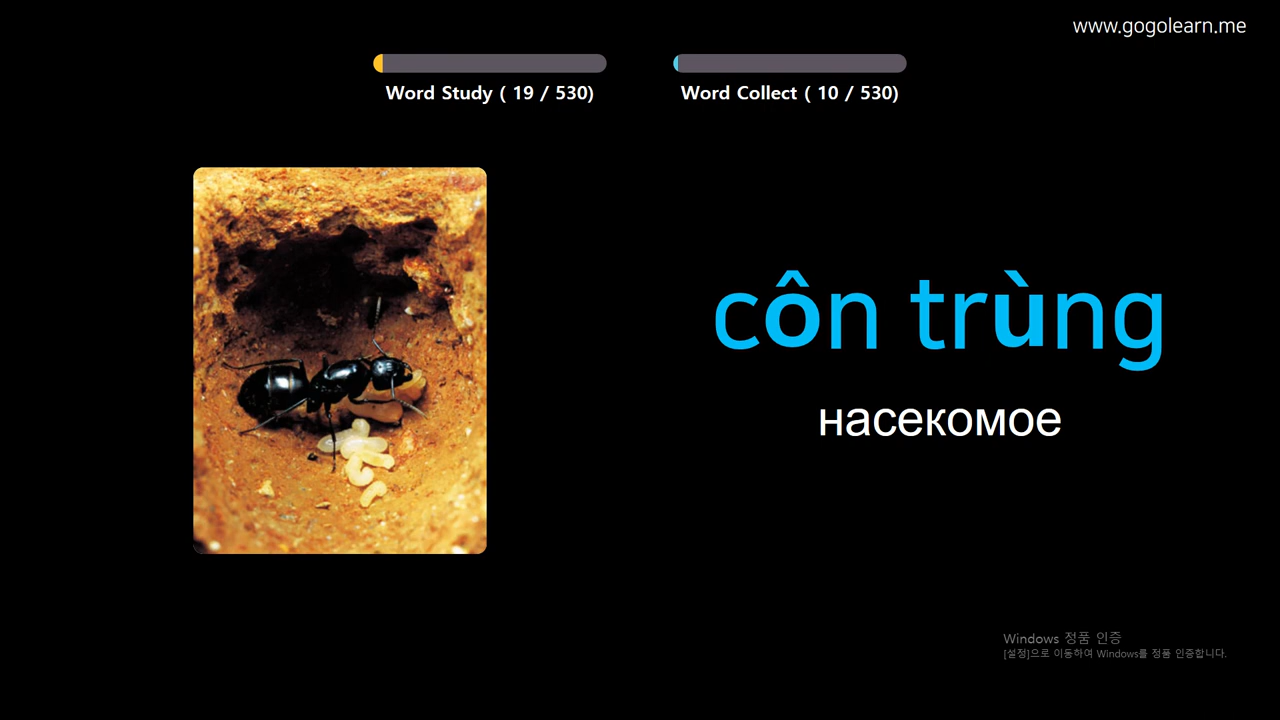 www.gogolearn.me
Word Study ( 19 / 530)
Word Collect ( 10 / 530)
côn trùng
насекомое
Windows 정품 인증
[설정]으로 이동하여 Windows를 정품 인증합니다.